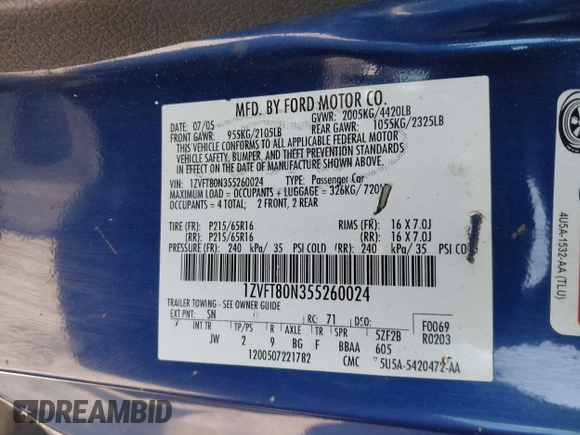 MFD. BY FORD MOTOR CO.
07/05 GVWR: 2005KG/4420LB
FRONT GAWR: 955KG/2105LB REAR GAWR: 1055KG/2325LB
THIS VEHICLE CONFORMS TO ALL APPLICABLE FEDERAL MOTOR
VEHICLE SAFETY, BUMPER, AND THEFT PREVENTION STANDARDS
IN EFFECT ON THE DATE OF MANUFACTURE SHOWN ABOVE.
VIN: 1ZVFT80N355260024 TYPE: Passenger Car
MAXIMUM LOAD = OCCUPANTS + LUGGAGE = 326KG/720
OCCUPANTS = 4 TOTAL; 2 FRONT, 2 REAR
TIRE (FR): P215/65R16 RIMS (FR): 16 X 7.0J
(RR): P215/65R16 (RR): 16 X 7.0J
PRESSURE (FR): 240 kPa/ 35 PSI COLD (RR): 240 kPa/ 35 PSI COLD
1ZVFT80N355260024
TRAILER TOWING - SEE OWNER GUIDE
EXT PNT: SN RC: 71 DSO: F0069
INT TR TP/PS R AXLE TR SPR 5ZF2B R0203
JW 2 9 BG F BBAA 605
1200507221782 CMC 5U5A-5420472-AA
4U5A-1532-AA (TLU)
DREAMBID